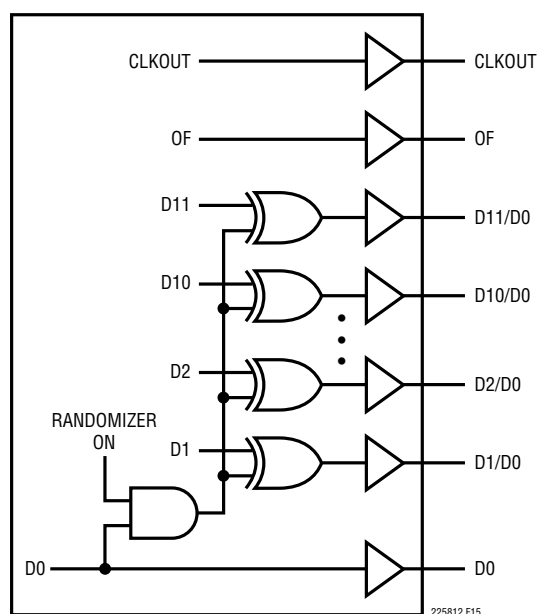 CLKOUT CLKOUT
OF OF
D11 D11/D0
D10 D10/D0
D2 D2/D0
RANDOMIZER
ON
D1 D1/D0
D0 D0
225812 F15